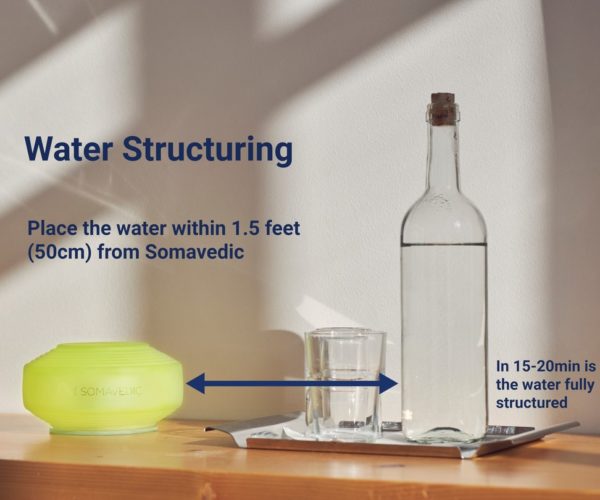 Water Structuring
Place the water within 1.5 feet
(50cm) from Somavedic
SOMAVEDIC
In 15-20min is
the water fully
structured